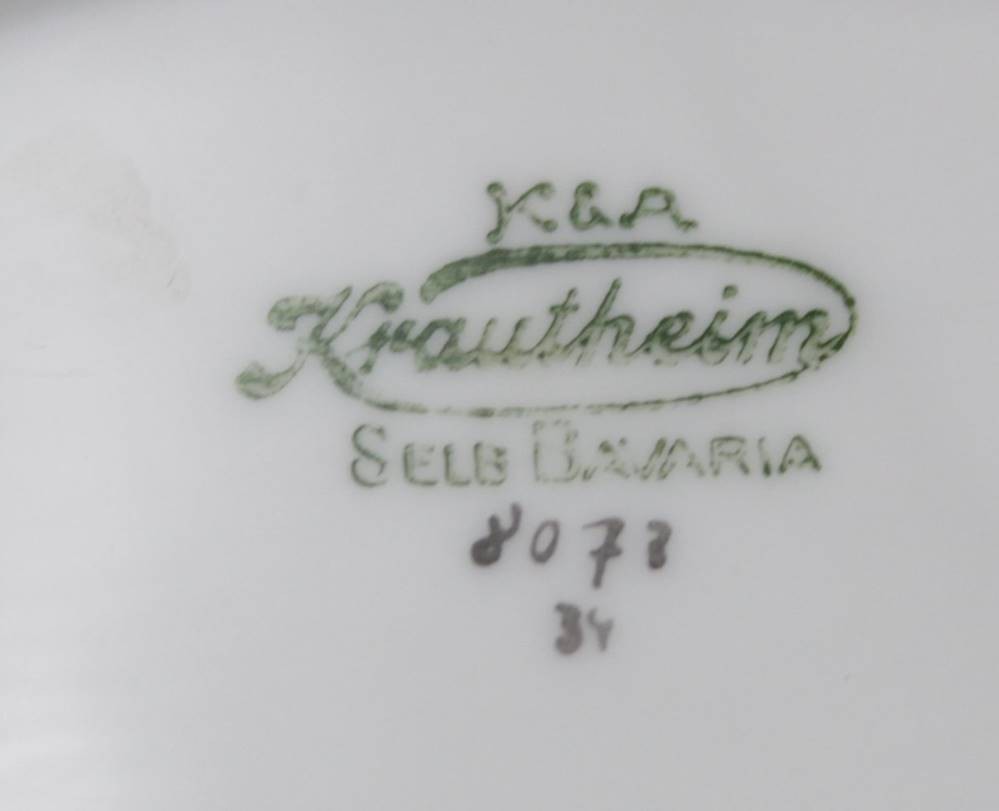 K&A
Krautheim
SELB BAVARIA
8073
34